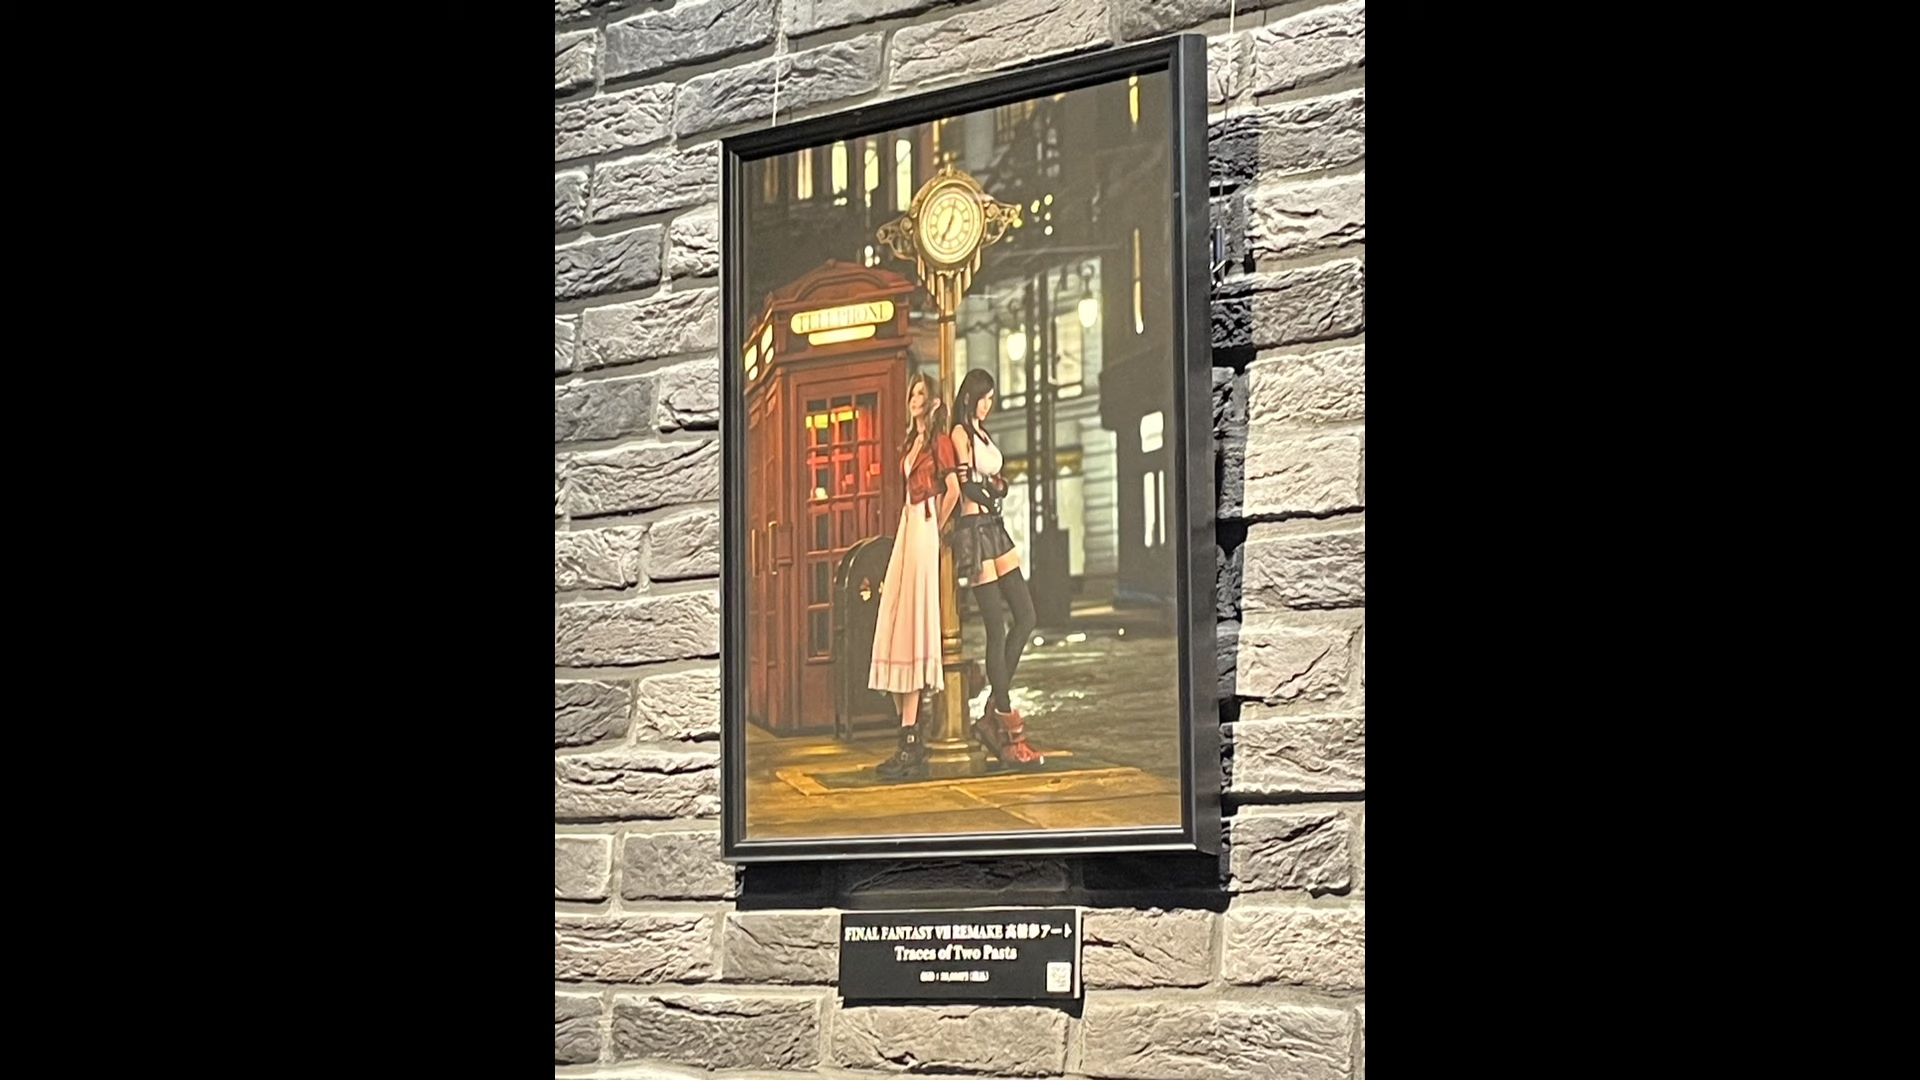 TELEPHONE
FINAL FANTASY VII REMAKE 高精彩アート
Traces of Two Pasts